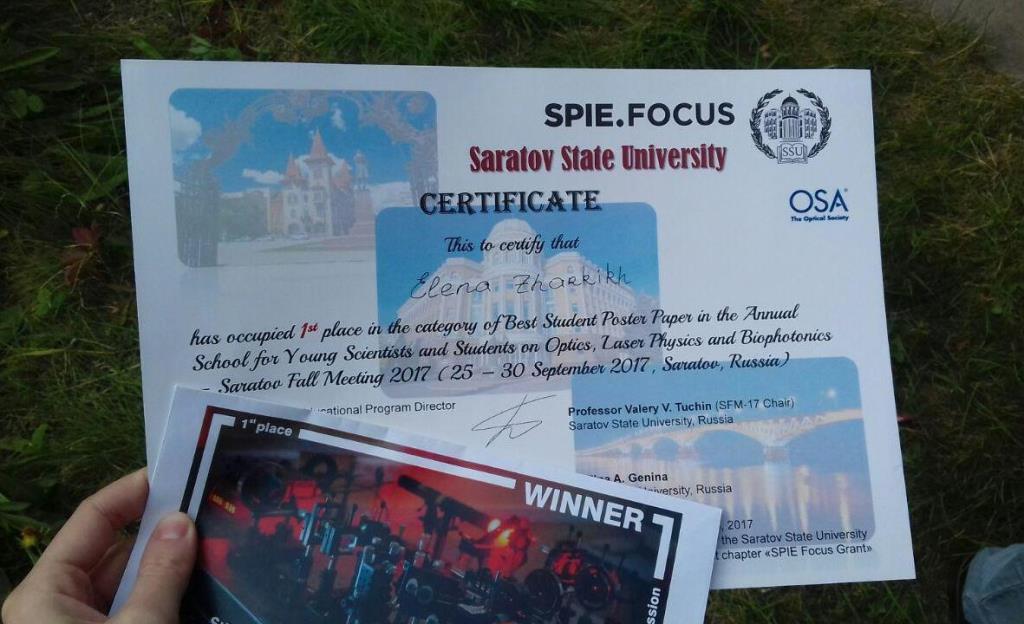 SPIE.FOCUS
SSU
Saratov State University
OSA®
The Optical Society
CERTIFICATE
This to certify that
Elena Zharkikh
has occupied 1st place in the category of Best Student Poster Paper in the Annual
School for Young Scientists and Students on Optics, Laser Physics and Biophotonics
– Saratov Fall Meeting 2017 (25 – 30 September 2017, Saratov, Russia)
Program Director
Professor Valery V. Tuchin (SFM-17 Chair)
Saratov State University, Russia
A. Genina
Russia
2017
the Saratov State University
chapter «SPIE Focus Grant»
1st place
WINNER